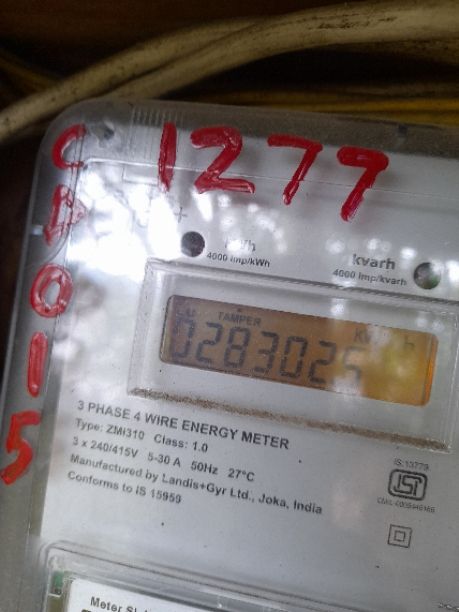 1277
C
D
0
1
5
4000 Imp/kWh
kvarh
4000 imp/kvarh
TAMPER
0283025
3 PHASE 4 WIRE ENERGY METER
Type: ZMI310 Class: 1.0
3 x 240/415V 5-30 A 50Hz 27°C
Manufactured by Landis+Gyr Ltd., Joka, India
Conforms to IS 15959
IS:13779
ISI